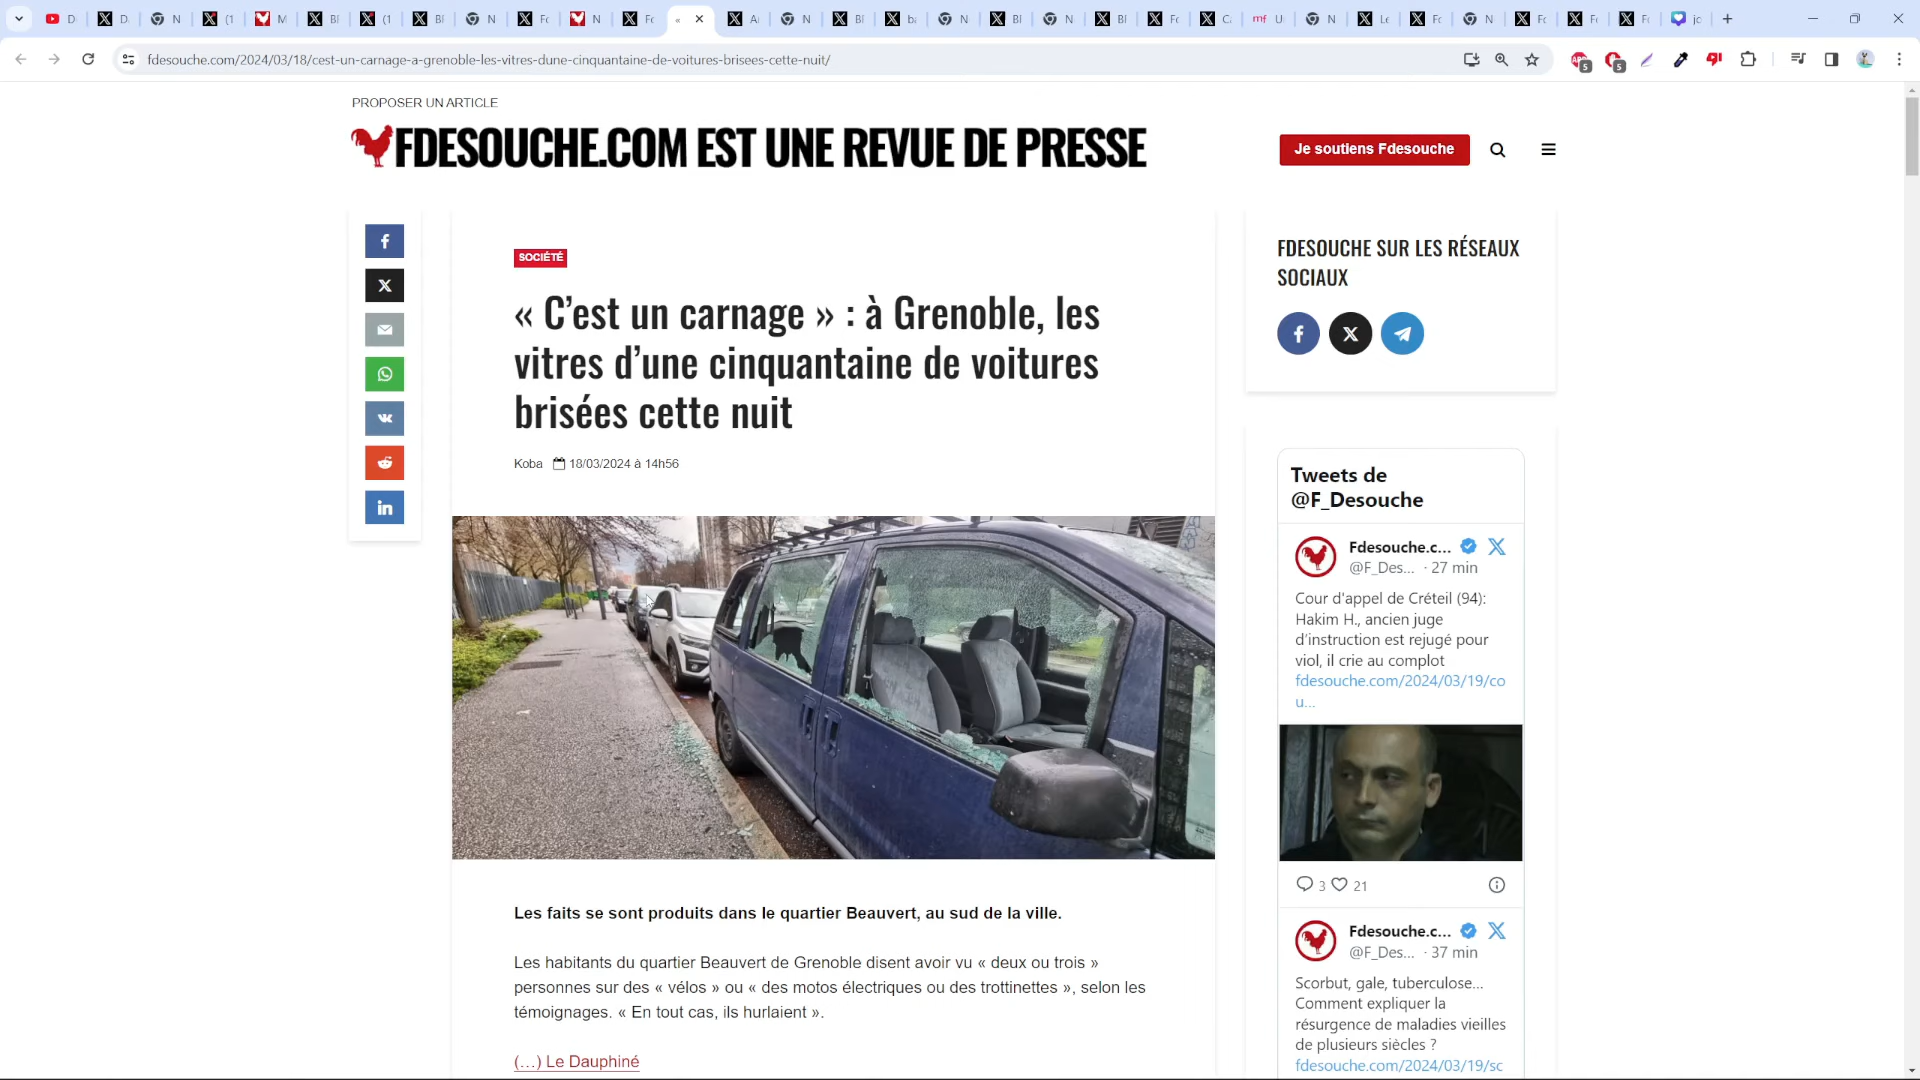 fdesouche.com/2024/03/18/cest-un-carnage-a-grenoble-les-vitres-dune-cinquantaine-de-voitures-brisees-cette-nuit/
PROPOSER UN ARTICLE
FDESOUCHE.COM EST UNE REVUE DE PRESSE
Je soutiens Fdesouche
SOCIÉTÉ
« C’est un carnage » : à Grenoble, les
vitres d’une cinquantaine de voitures
brisées cette nuit
Koba 18/03/2024 à 14h56
Les faits se sont produits dans le quartier Beauvert, au sud de la ville.
Les habitants du quartier Beauvert de Grenoble disent avoir vu « deux ou trois »
personnes sur des « vélos » ou « des motos électriques ou des trottinettes », selon les
témoignages. « En tout cas, ils hurlaient ».
(…) Le Dauphiné
FDESOUCHE SUR LES RÉSEAUX
SOCIAUX
Tweets de
@F_Desouche
Fdesouche.c...
@F_Des... · 27 min
Cour d'appel de Créteil (94):
Hakim H., ancien juge
d’instruction est rejugé pour
viol, il crie au complot
fdesouche.com/2024/03/19/co
u…
3 21
Fdesouche.c...
@F_Des... · 37 min
Scorbut, gale, tuberculose…
Comment expliquer la
résurgence de maladies vieilles
de plusieurs siècles ?
fdesouche.com/2024/03/19/sc